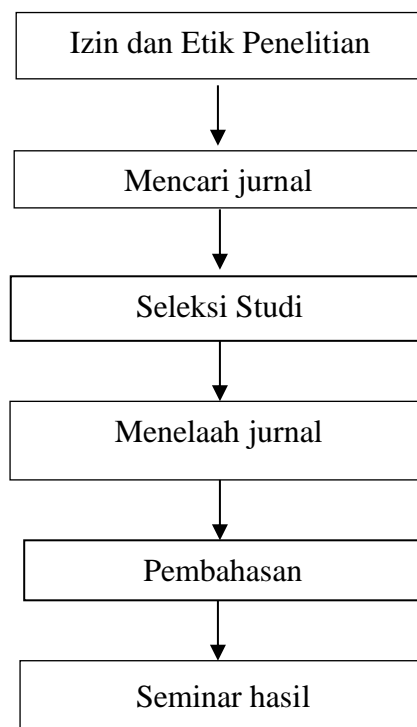 Izin dan Etik Penelitian
Mencari jurnal
Seleksi Studi
Menelaah jurnal
Pembahasan
Seminar hasil